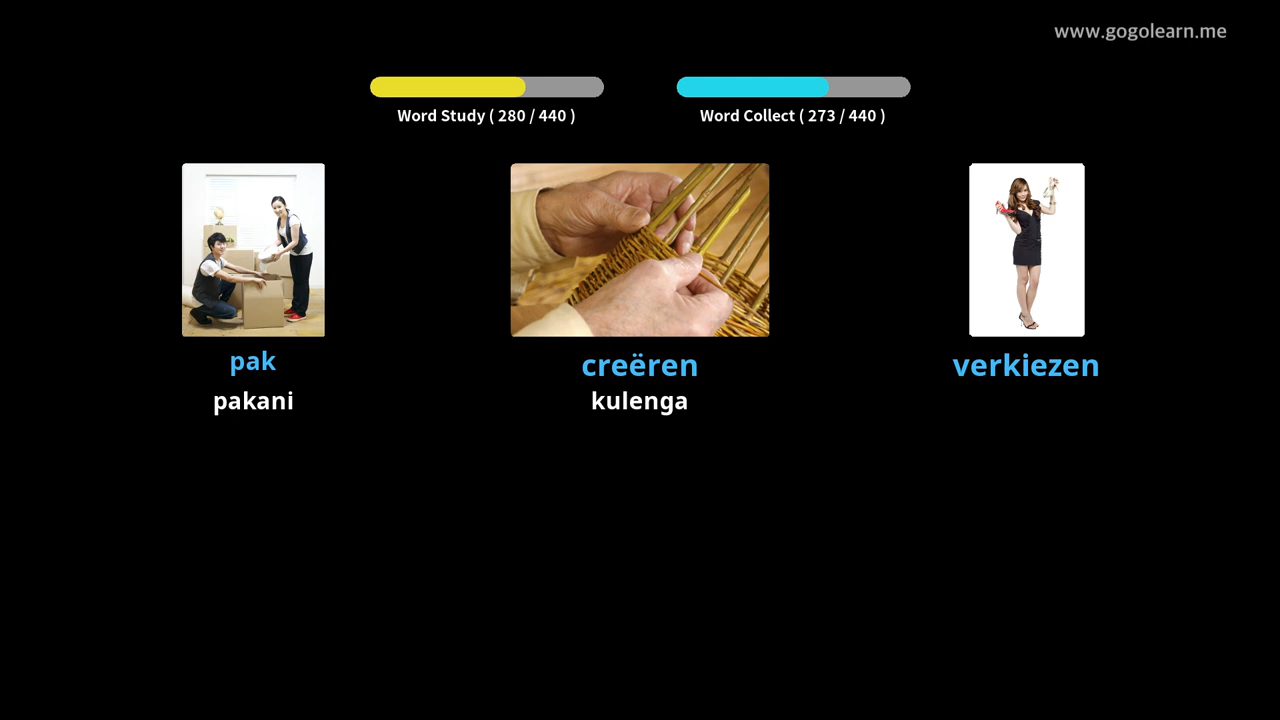 www.gogolearn.me
Word Study ( 280 / 440 )
Word Collect ( 273 / 440 )
pak
creëren
verkiezen
pakani
kulenga